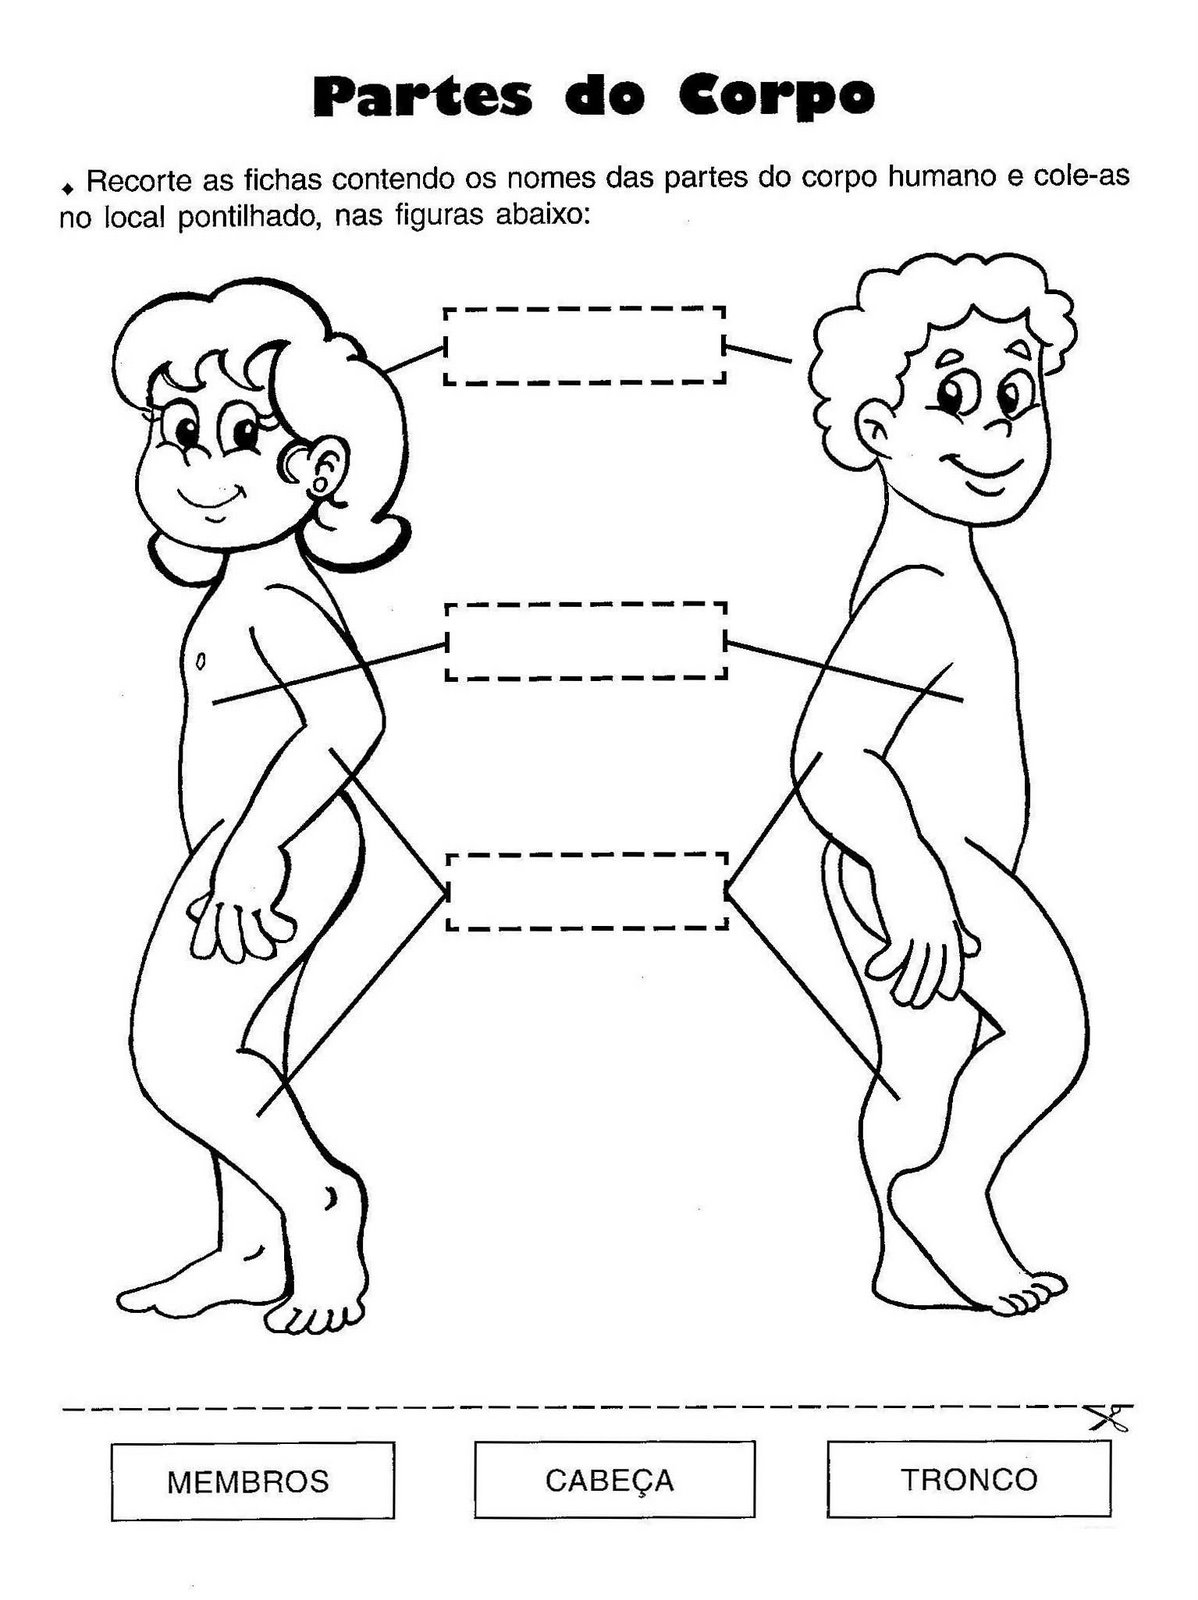 Partes do Corpo
Recorte as fichas contendo os nomes das partes do corpo humano e cole-as
no local pontilhado, nas figuras abaixo:
MEMBROS
CABEÇA
TRONCO